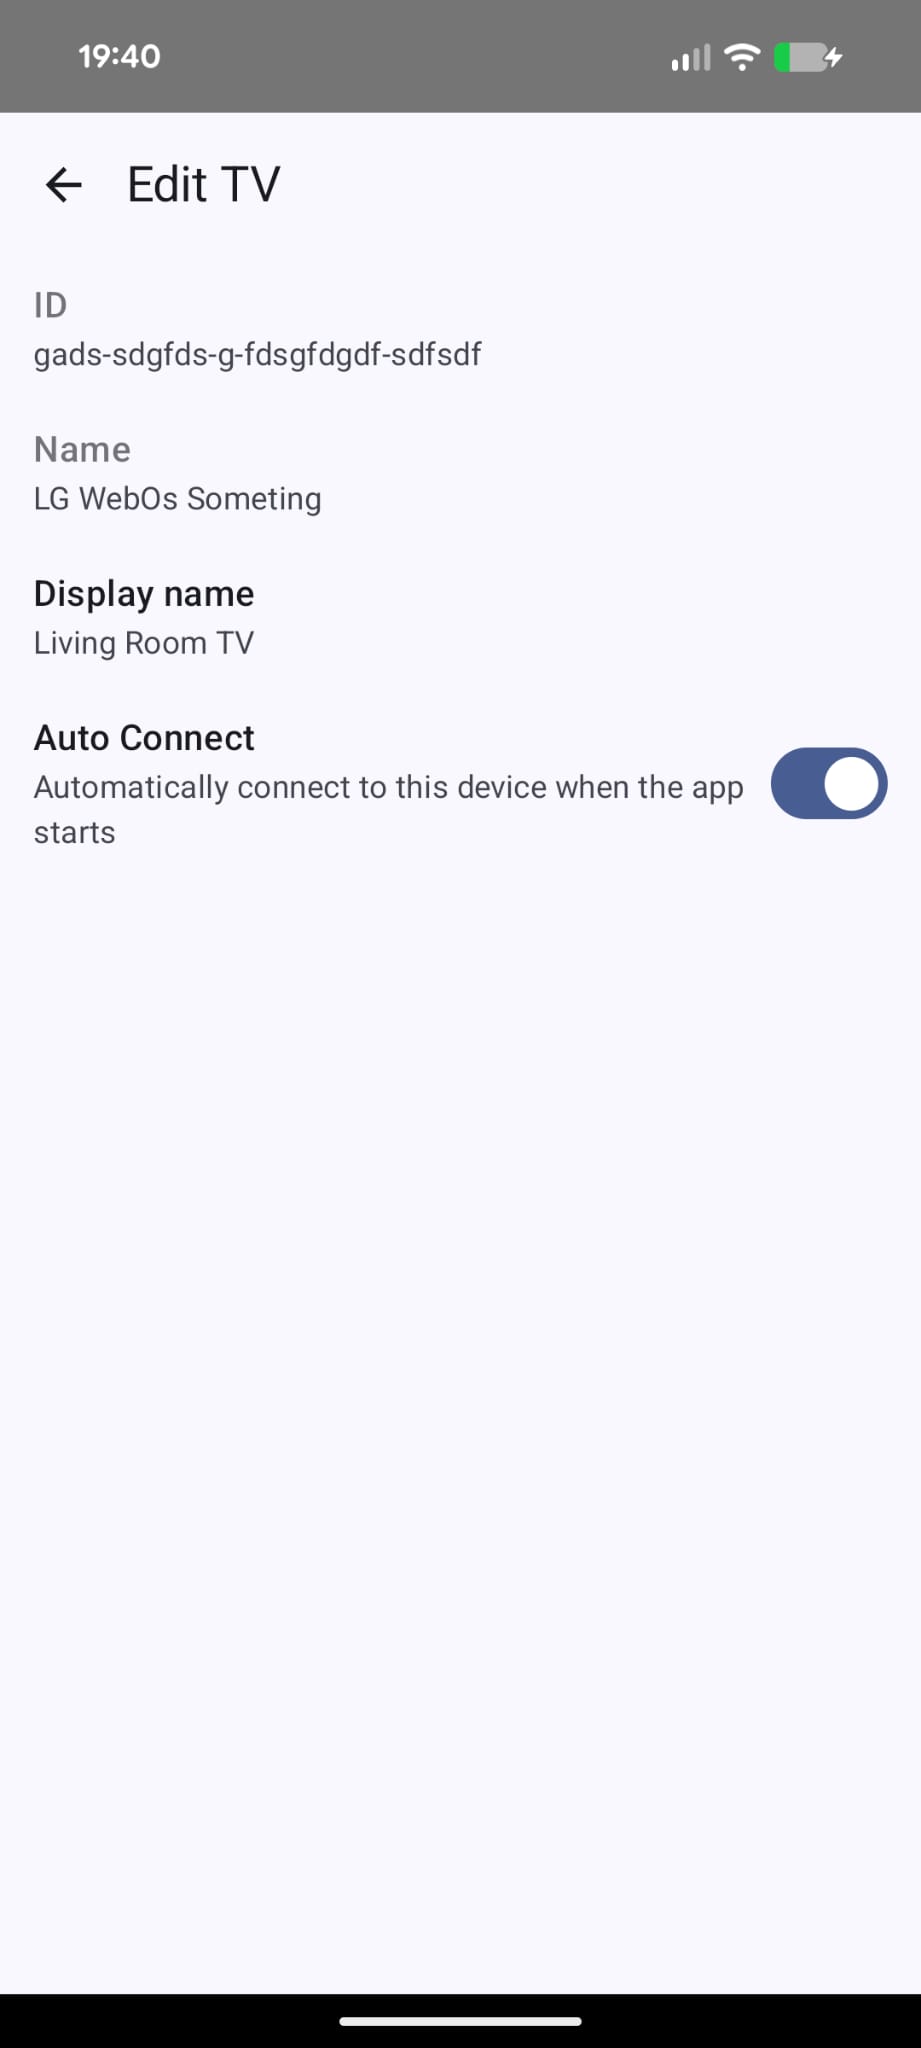 19:40
Edit TV
ID
gads-sdgfds-g-fdsgfdgdf-sdfsdf
Name
LG WebOs Someting
Display name
Living Room TV
Auto Connect
Automatically connect to this device when the app
starts